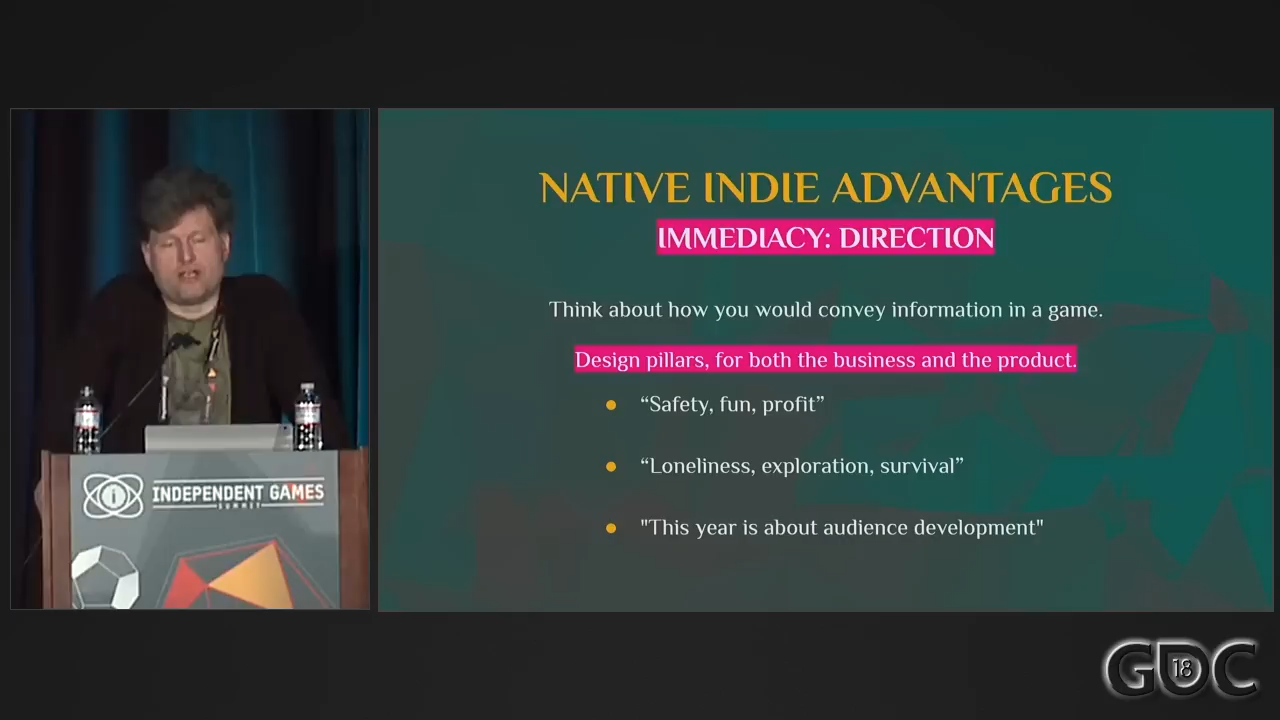 NATIVE INDIE ADVANTAGES
IMMEDIACY: DIRECTION
Think about how you would convey information in a game.
Design pillars, for both the business and the product.
“Safety, fun, profit”
“Loneliness, exploration, survival”
"This year is about audience development"
i
INDEPENDENT GAMES
SUMMIT
GDC
18